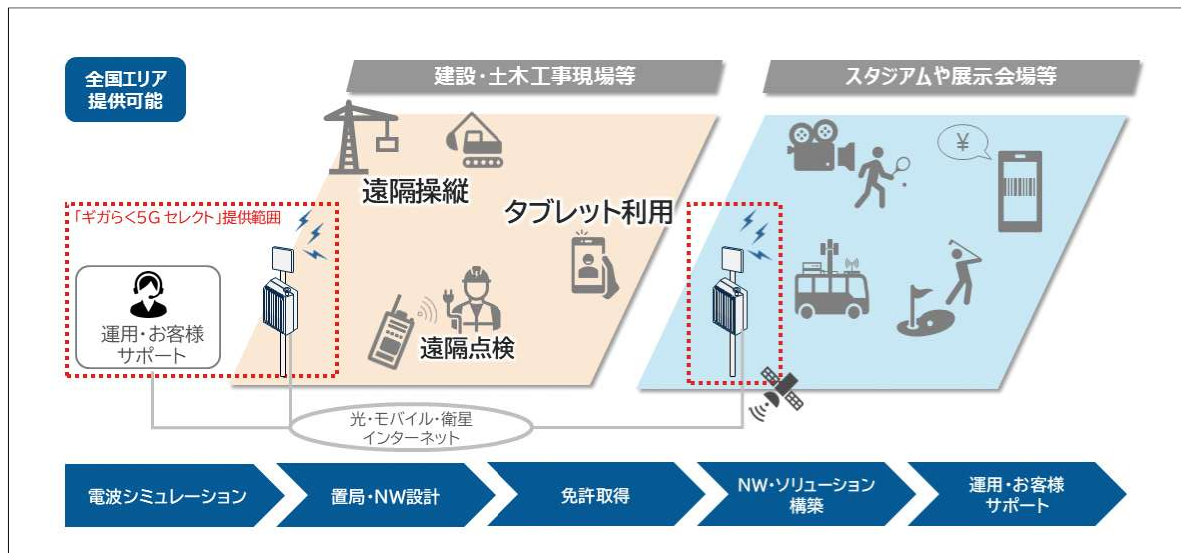 全国エリア
提供可能
建設・土木工事現場等
スタジアムや展示会場等
遠隔操縦
¥
「ギガらく5G セレクト」提供範囲
タブレット利用
運用・お客様
サポート
遠隔点検
光・モバイル・衛星
インターネット
電波シミュレーション
置局・NW設計
免許取得
NW・ソリューション
構築
運用・お客様
サポート